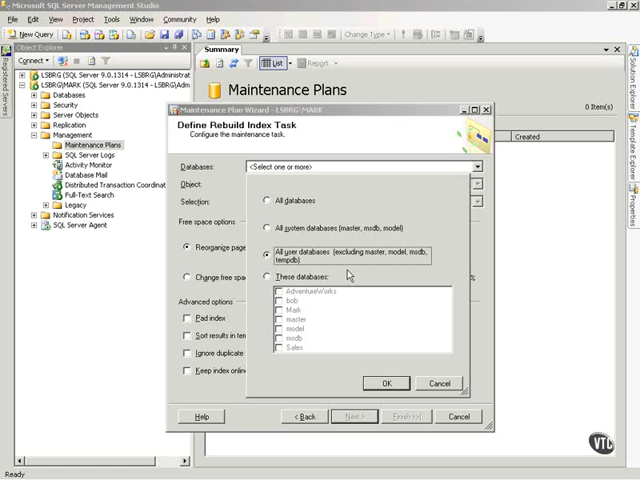 Microsoft SQL Server Management Studio
File Edit View Project Tools Window Community Help
New Query
Change Type
Object Explorer
Connect
LSBRG (SQL Server 9.0.1314 - LSBRG\Administrat
LSBRG\MARK (SQL Server 9.0.1314 - LSBRG\Adm
Databases
Security
Server Objects
Replication
Management
Maintenance Plans
SQL Server Logs
Activity Monitor
Database Mail
Distributed Transaction Coordinat
Full-Text Search
Legacy
Notification Services
SQL Server Agent
Registered Servers
Summary
List
Report
Maintenance Plans
0 Item(s)
Created
Solution Explorer
Template Explorer
Properties
Maintenance Plan Wizard - LSBRG\MARK
Define Rebuild Index Task
Configure the maintenance task.
Databases: <Select one or more>
Object:
Selection:
Free space options
Reorganize page
Change free spa
Advanced options
Pad index
Sort results in tem
Ignore duplicate
Keep index online
All databases
All system databases (master, msdb, model)
All user databases (excluding master, model, msdb,
tempdb)
These databases:
AdventureWorks
bob
Mark
master
model
msdb
Sales
OK Cancel
Help < Back Next > Finish >>| Cancel
VTC
Ready